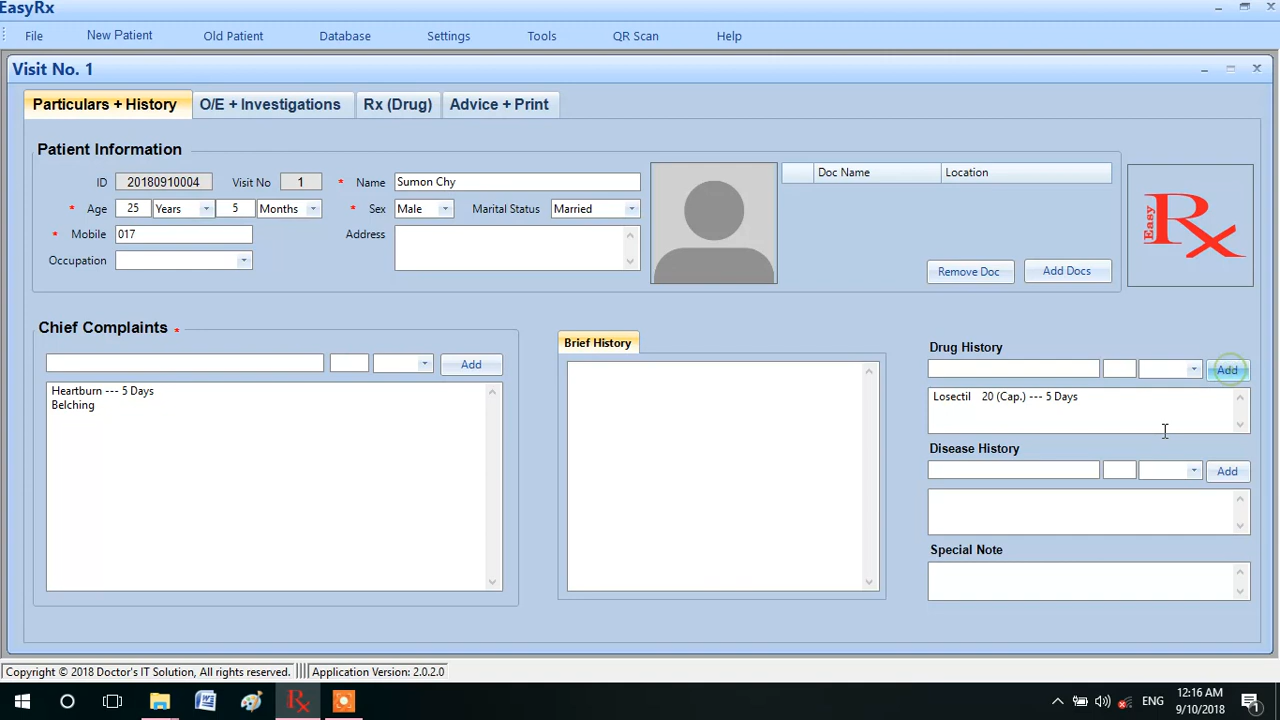 EasyRx
File New Patient Old Patient Database Settings Tools QR Scan Help
Visit No. 1
Particulars + History O/E + Investigations Rx (Drug) Advice + Print
Patient Information
ID 20180910004 Visit No 1 * Name Sumon Chy
* Age 25 Years 5 Months * Sex Male Marital Status Married
* Mobile 017 Address
Occupation
Doc Name Location
Remove Doc Add Docs
Easy Rx
Chief Complaints *
Add
Heartburn --- 5 Days
Belching
Brief History
Drug History
Add
Losectil 20 (Cap.) --- 5 Days
Disease History
Add
Special Note
Copyright © 2018 Doctor's IT Solution, All rights reserved. Application Version: 2.0.2.0
W Rx ENG 12:16 AM
9/10/2018 1